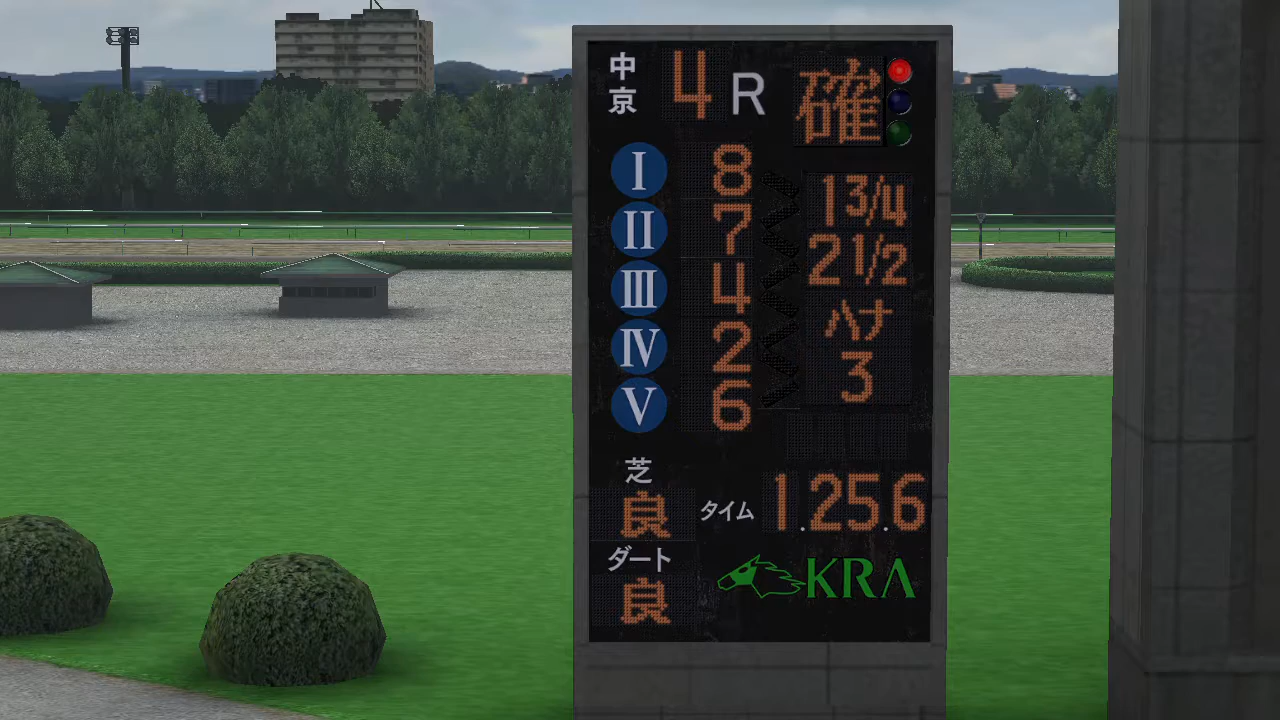 中京 4R 確
I 8
II 7 1 3/4
III 4 2 1/2
IV 2 ハナ
V 6 3
芝
良 タイム 1.25.6
ダート
良 KRA